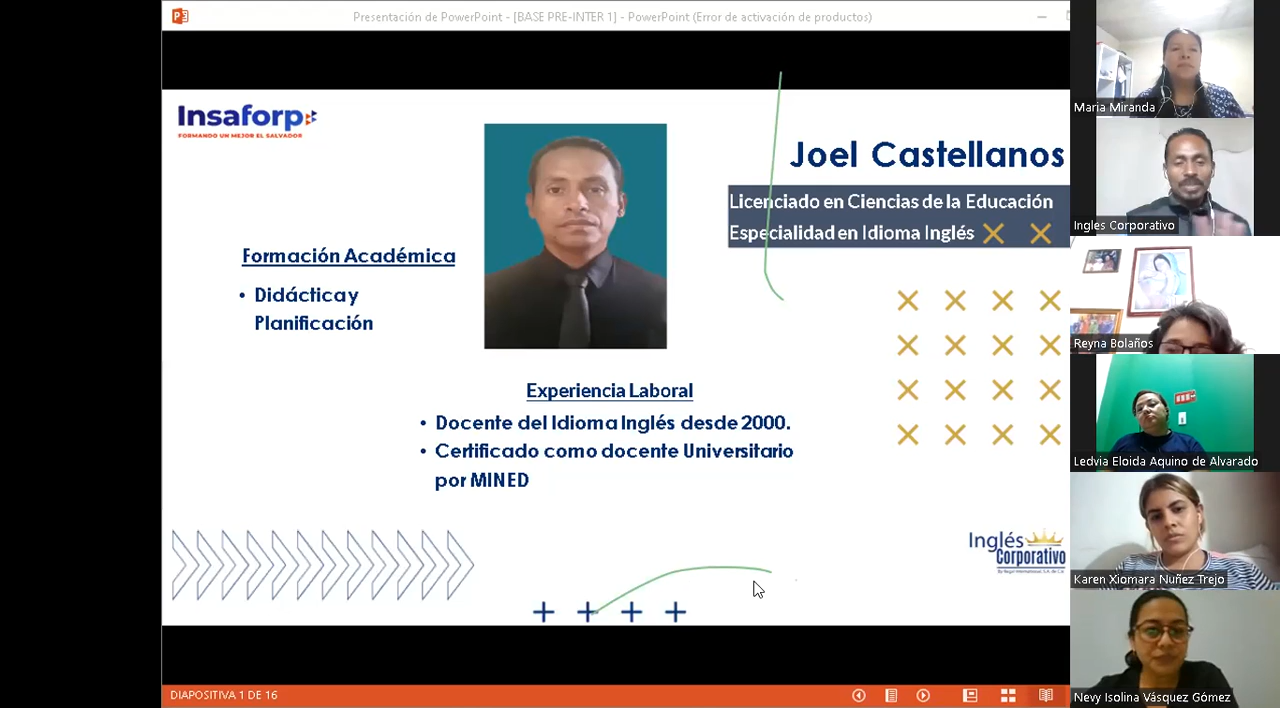 Presentación de PowerPoint - [BASE PRE-INTER 1] - PowerPoint (Error de activación de productos)
Insaforp
FORMANDO UN MEJOR EL SALVADOR
Joel Castellanos
Licenciado en Ciencias de la Educación
Especialidad en Idioma Inglés
Formación Académica
• Didáctica y
Planificación
Experiencia Laboral
• Docente del Idioma Inglés desde 2000.
• Certificado como docente Universitario
por MINED
Inglés
Corporativo
DIAPOSITIVA 1 DE 16
Maria Miranda
Ingles Corporativo
Reyna Bolaños
Ledvia Eloida Aquino de Alvarado
Karen Xiomara Nuñez Trejo
Nevy Isolina Vásquez Gómez